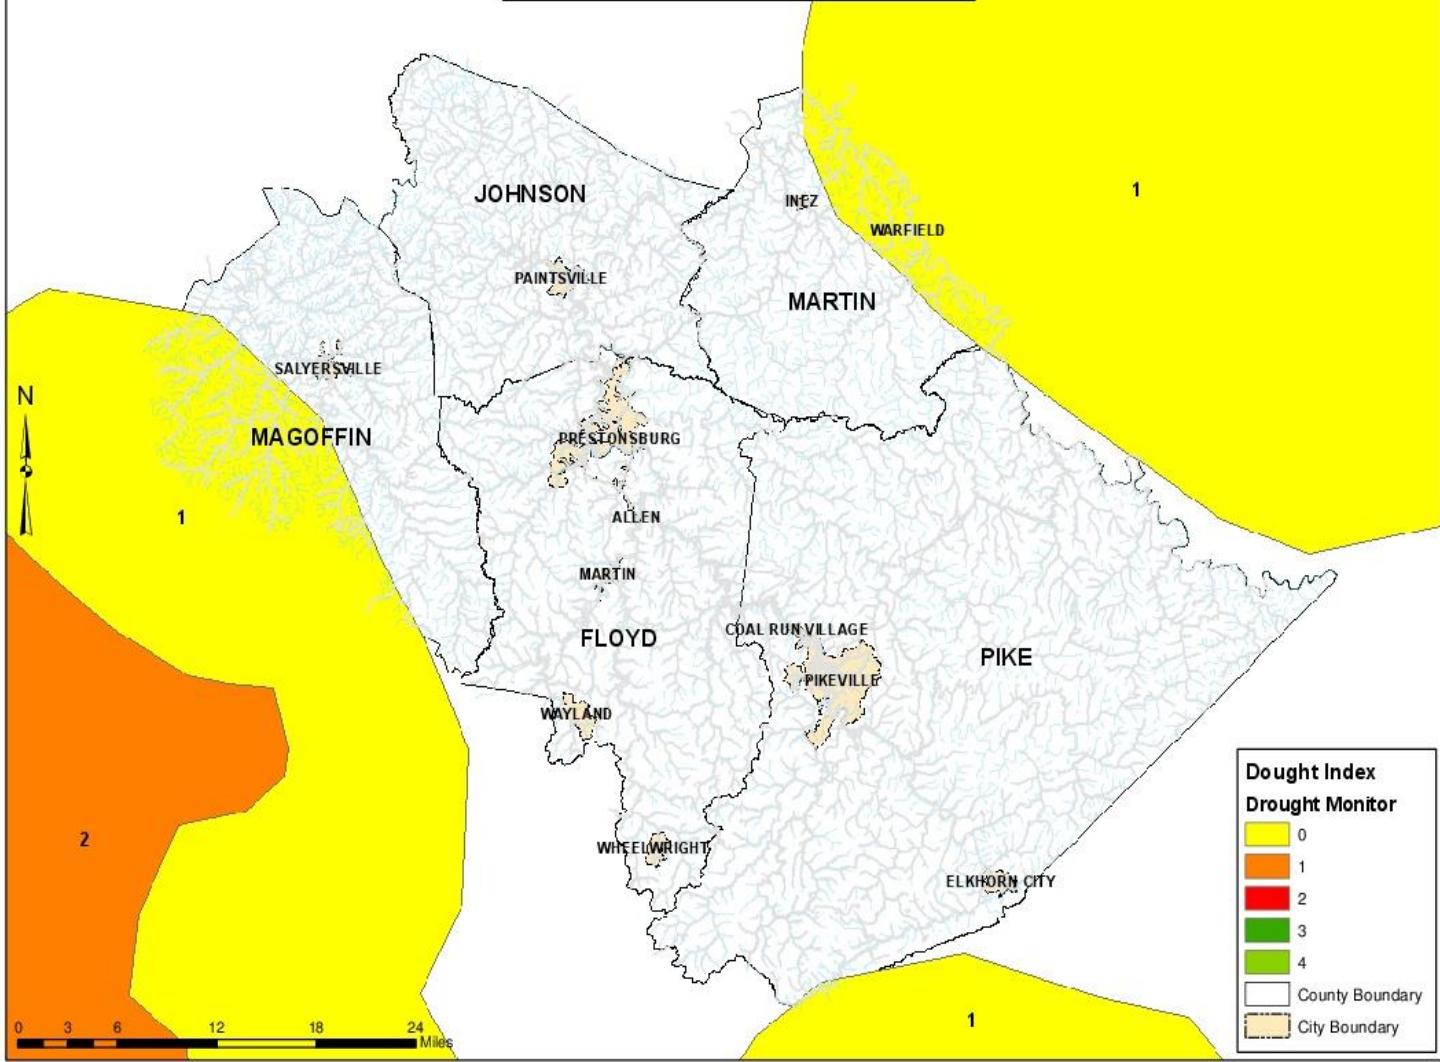 JOHNSON
1
INEZ
WARFIELD
PAINTSVILLE
MARTIN
SALYERSVILLE
N
MAGOFFIN
PRESTONSBURG
1
ALLEN
MARTIN
COAL RUN VILLAGE
FLOYD
PIKE
PIKEVILLE
WAYLAND
Dought Index
Drought Monitor
0
2
WHEELWRIGHT
1
ELKHORN CITY
2
3
4
County Boundary
1
City Boundary
0 3 6 12 18 24
Miles